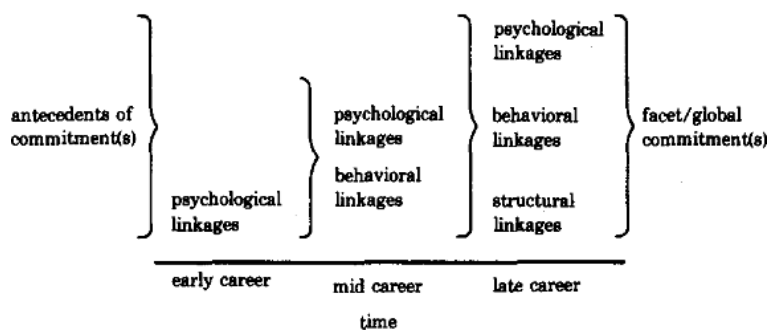 antecedents of
commitment(s)
psychological
linkages
psychological
linkages
behavioral
linkages
psychological
linkages
behavioral
linkages
structural
linkages
facet/global
commitment(s)
early career
mid career
late career
time